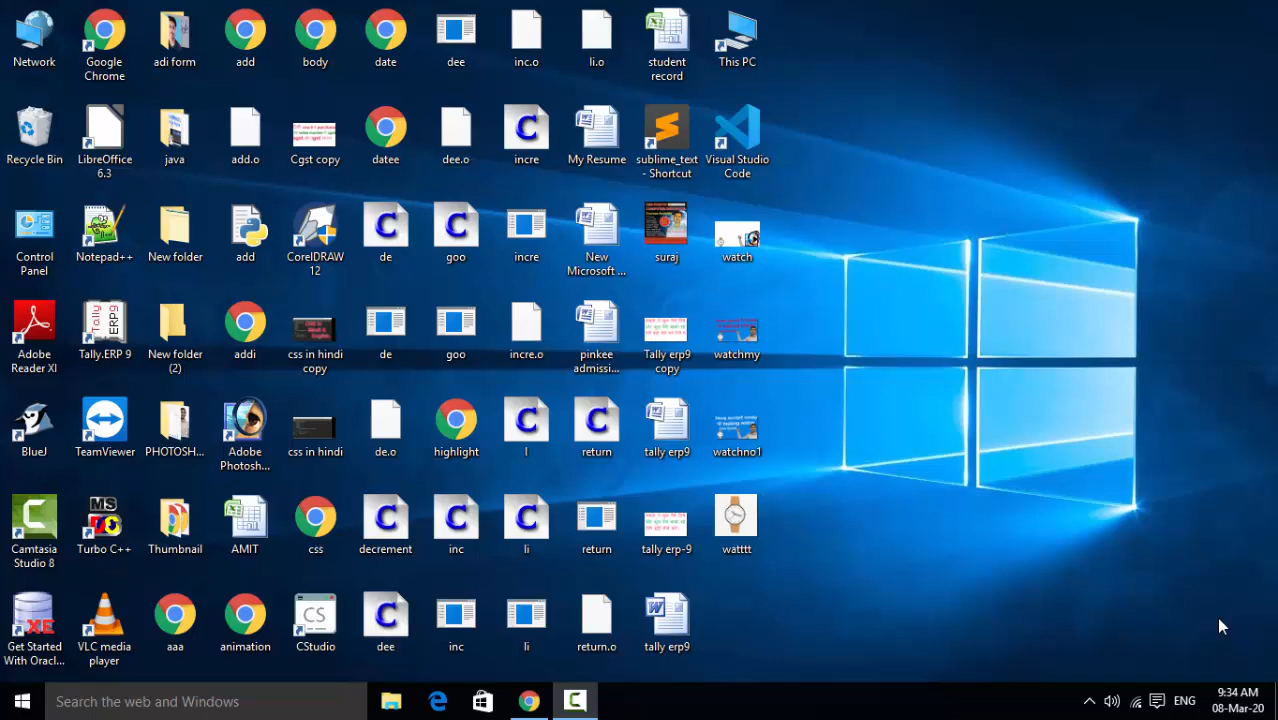 Network
Google
Chrome
adi form
add
body
date
dee
inc.o
li.o
student
record
This PC
Recycle Bin
LibreOffice
6.3
java
add.o
Cgst copy
datee
dee.o
incre
My Resume
sublime_text
- Shortcut
Visual Studio
Code
Control
Panel
Notepad++
New folder
add
CorelDRAW
12
de
goo
incre
New
Microsoft ...
suraj
watch
Adobe
Reader XI
Tally.ERP 9
New folder
(2)
addi
css in hindi
copy
de
goo
incre.o
pinkee
admissi...
Tally erp9
copy
watchmy
BlueJ
TeamViewer
PHOTOSH...
Adobe
Photosh...
css in hindi
de.o
highlight
l
return
tally erp9
watchno1
Camtasia
Studio 8
Turbo C++
Thumbnail
AMIT
css
decrement
inc
li
return
tally erp-9
watttt
Get Started
With Oracl...
VLC media
player
aaa
animation
CStudio
dee
inc
li
return.o
tally erp9
Search the web and Windows
ENG
9:34 AM
08-Mar-20